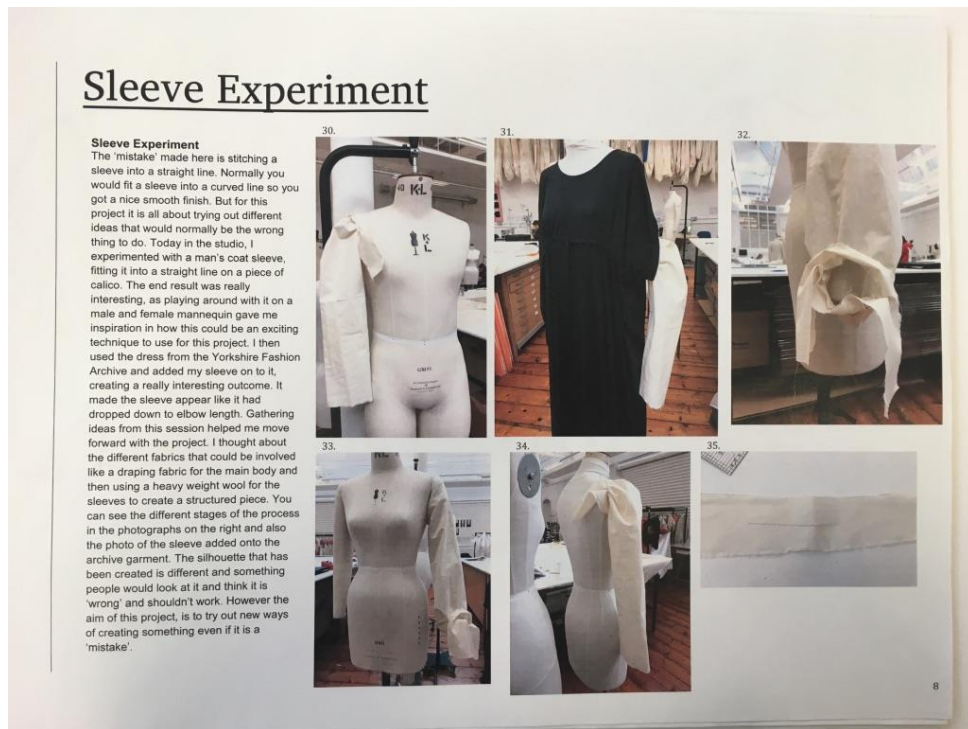 Sleeve Experiment
Sleeve Experiment
The 'mistake' made here is stitching a
sleeve into a straight line. Normally you
would fit a sleeve into a curved line so you
got a nice smooth finish. But for this
project it is all about trying out different
ideas that would normally be the wrong
thing to do. Today in the studio, I
experimented with a man's coat sleeve,
fitting it into a straight line on a piece of
calico. The end result was really
interesting, as playing around with it on a
male and female mannequin gave me
inspiration in how this could be an exciting
technique to use for this project. I then
used the dress from the Yorkshire Fashion
Archive and added my sleeve on to it,
creating a really interesting outcome. It
made the sleeve appear like it had
dropped down to elbow length. Gathering
ideas from this session helped me move
forward with the project. I thought about
the different fabrics that could be involved
like a draping fabric for the main body and
then using a heavy weight wool for the
sleeves to create a structured piece. You
can see the different stages of the process
in the photographs on the right and also
the photo of the sleeve added onto the
archive garment. The silhouette that has
been created is different and something
people would look at it and think it is
'wrong' and shouldn't work. However the
aim of this project, is to try out new ways
of creating something even if it is a
'mistake'.
30.
K&L
K&L
31.
32.
33.
34.
35.
8